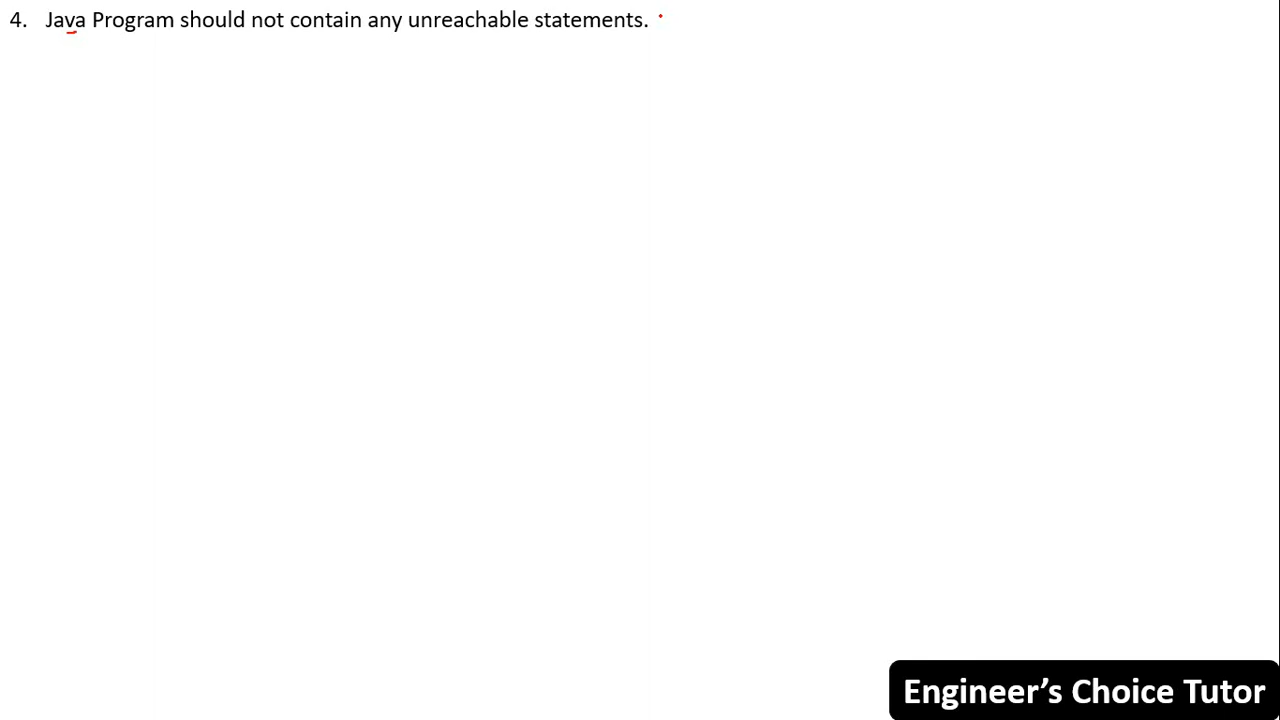 4. Java Program should not contain any unreachable statements.
Engineer’s Choice Tutor